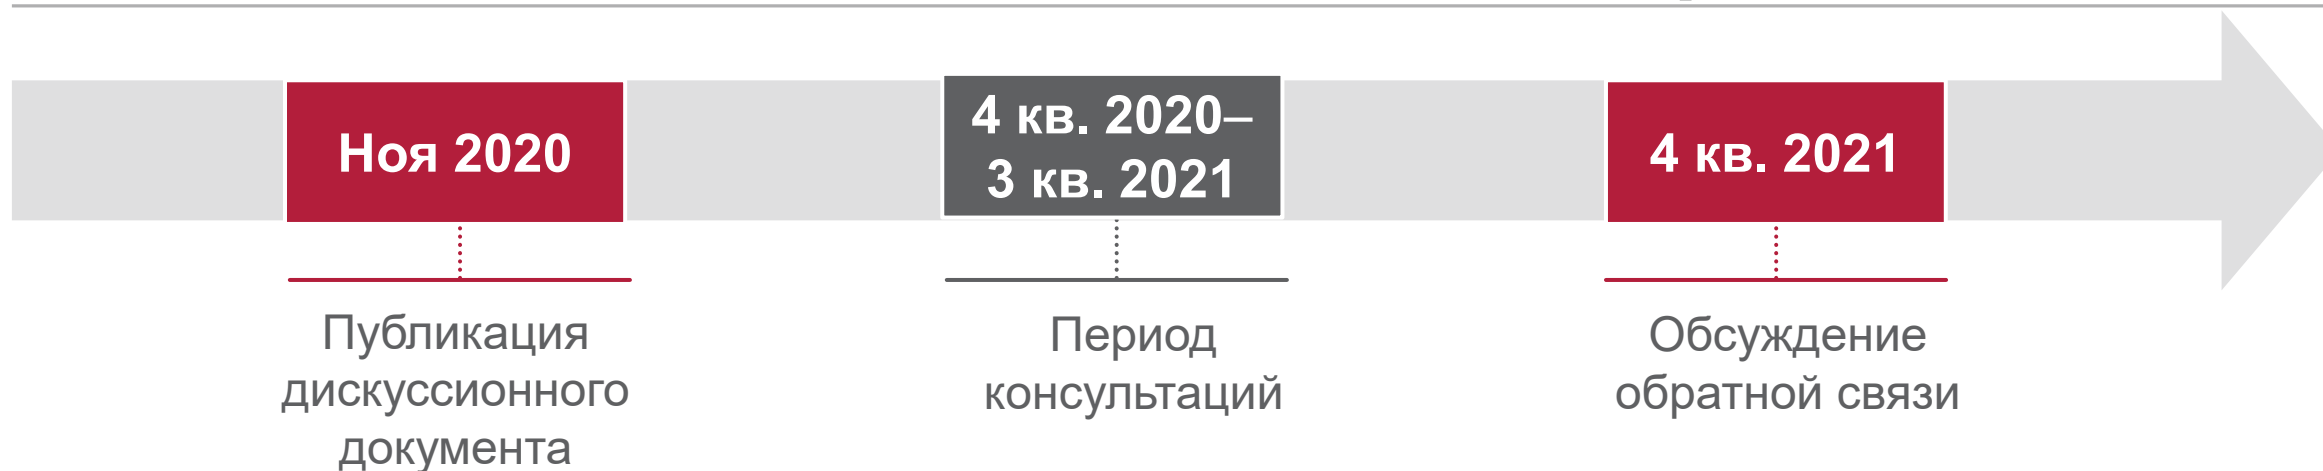 Ноя 2020
4 кв. 2020–
3 кв. 2021
4 кв. 2021
Публикация
дискуссионного
документа
Период
консультаций
Обсуждение
обратной связи